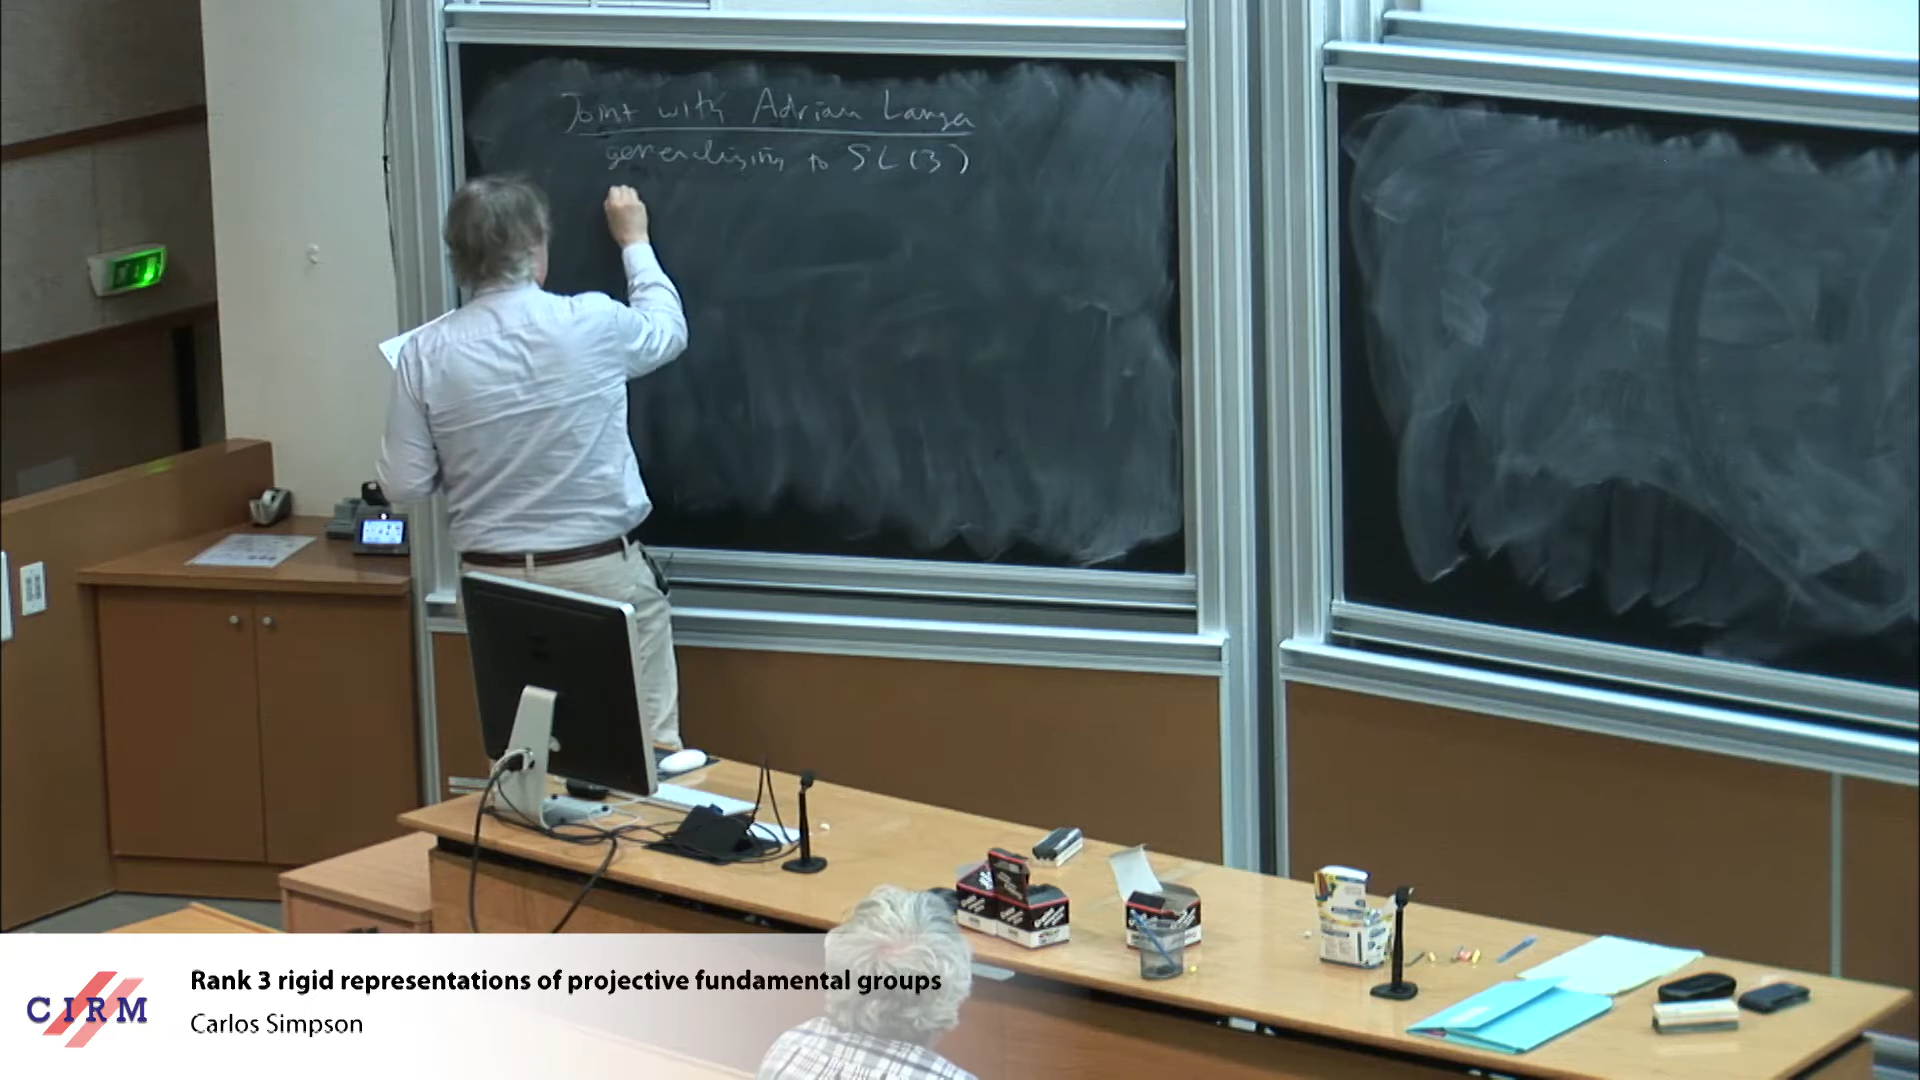 Joint with Adrian Langer
generalizing to SL(3)
CIRM
Rank 3 rigid representations of projective fundamental groups
Carlos Simpson